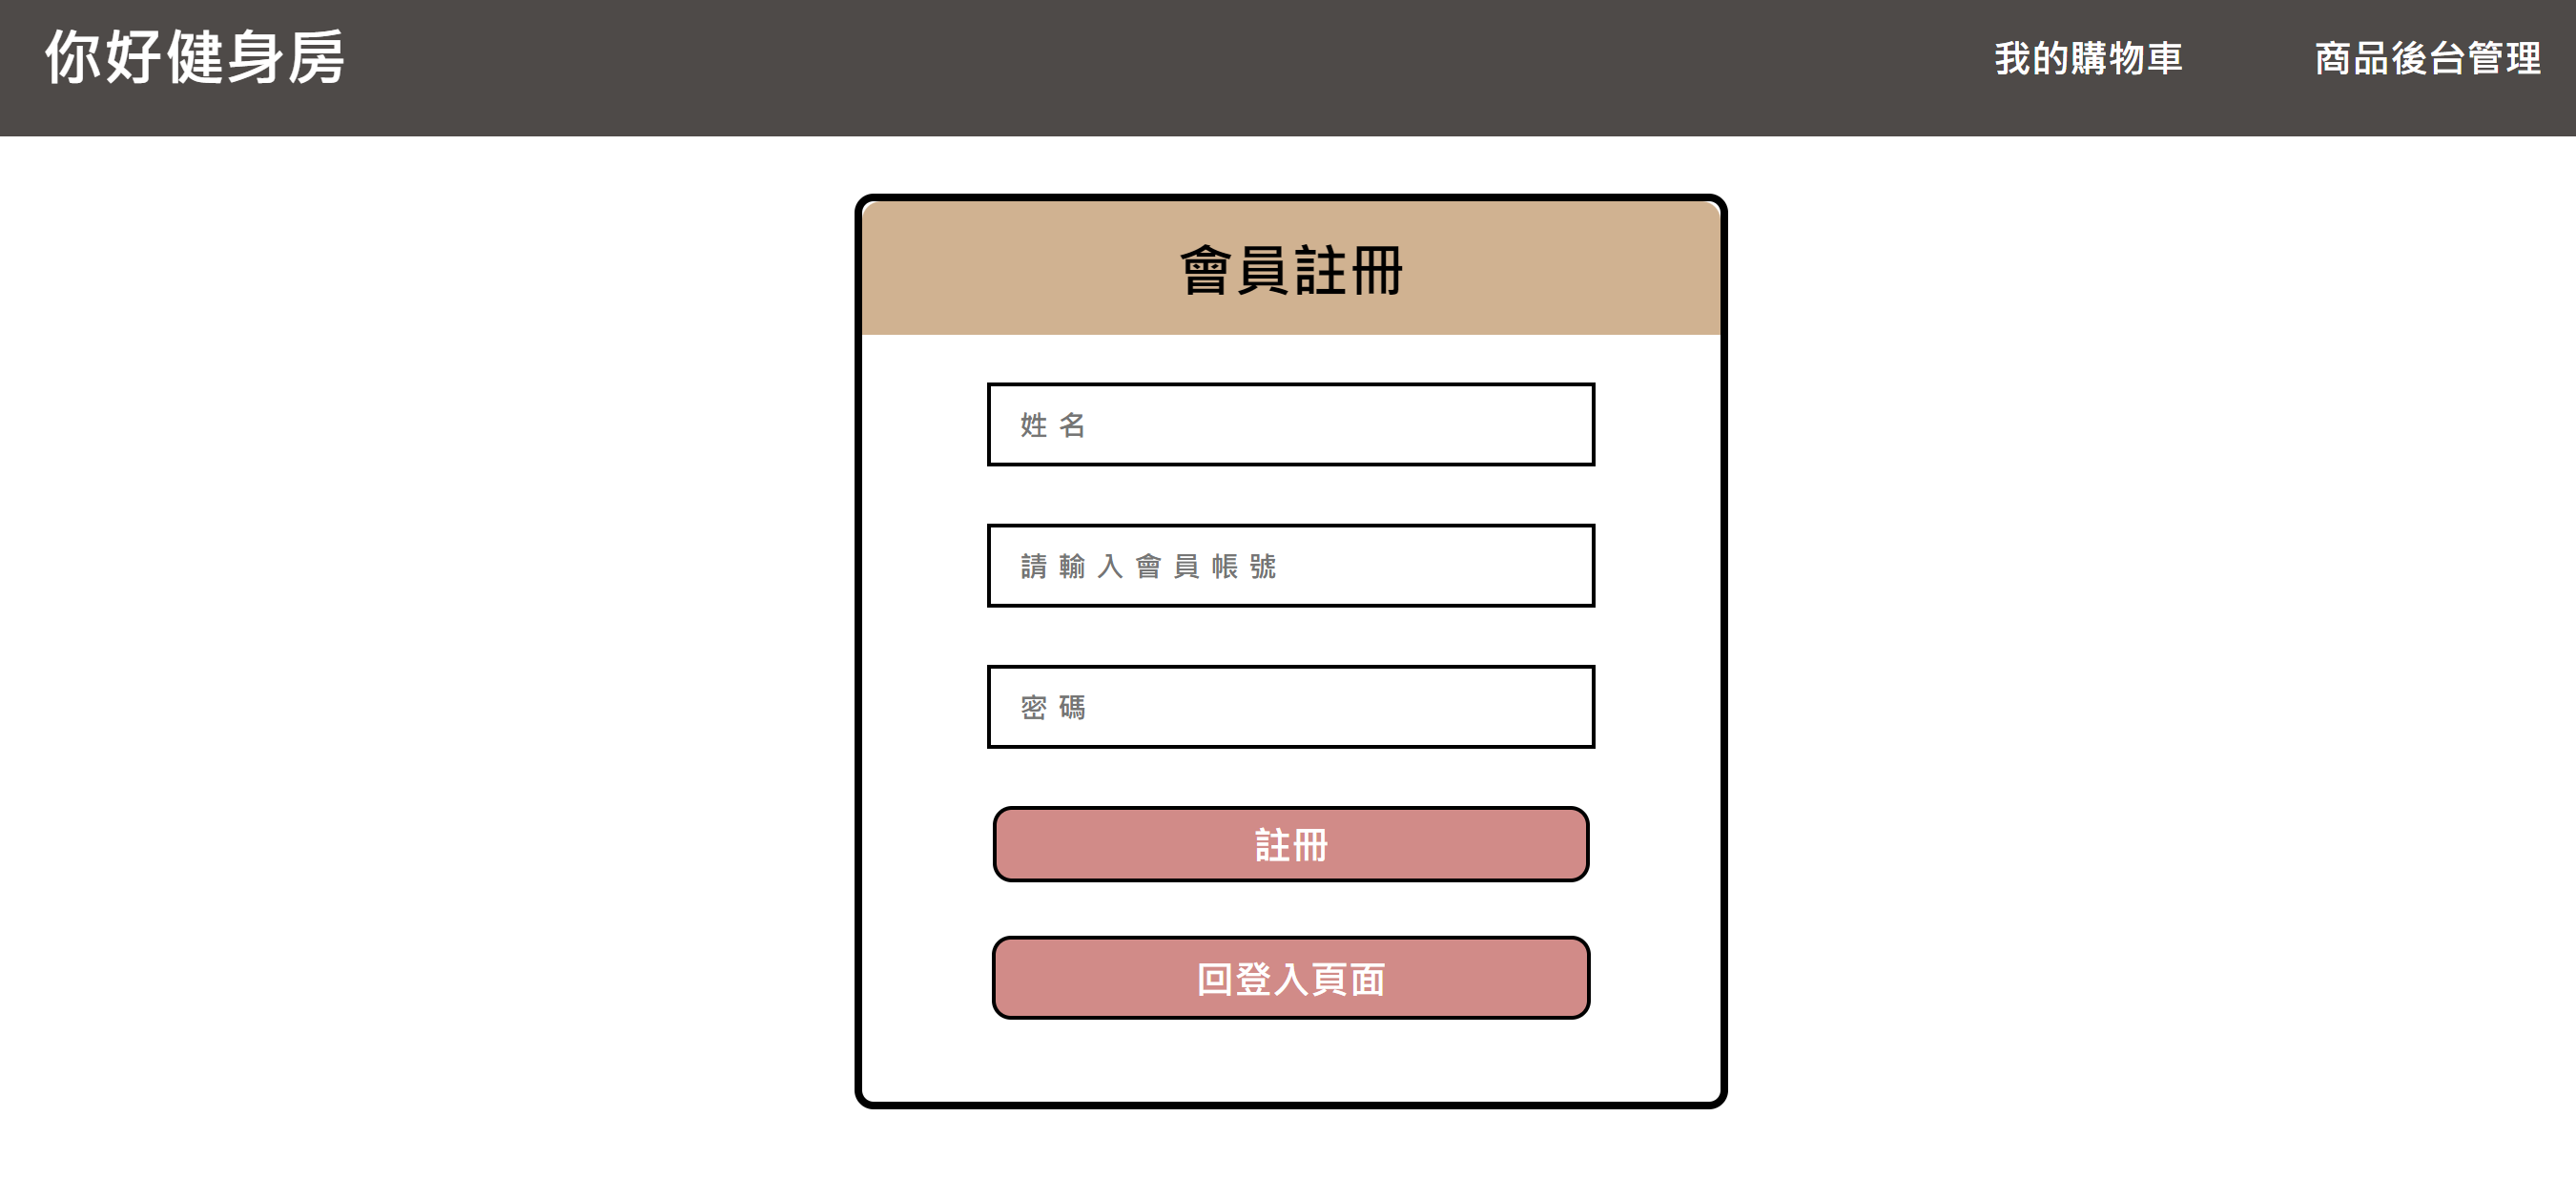 你好健身房
我的購物車
商品後台管理
會員註冊
姓名
請輸入會員帳號
密碼
註冊
回登入頁面